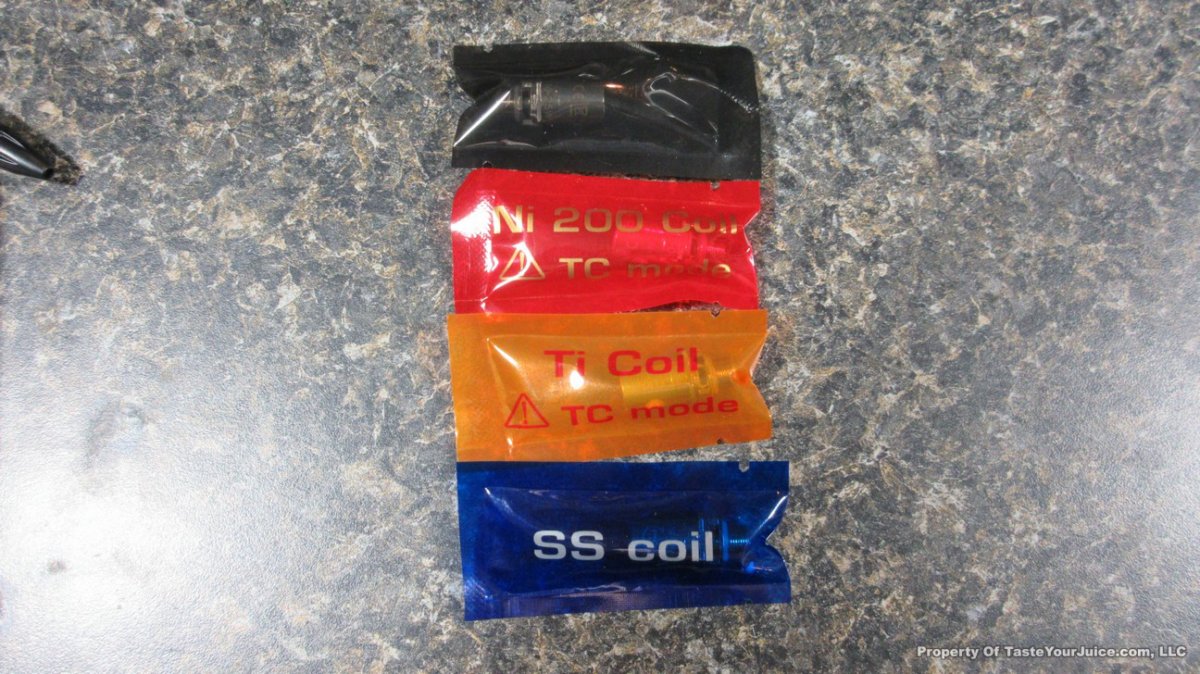 Ni 200 Coil
⚠ TC mode
Ti Coil
⚠ TC mode
SS coil
Property Of TasteYourJuice.com, LLC